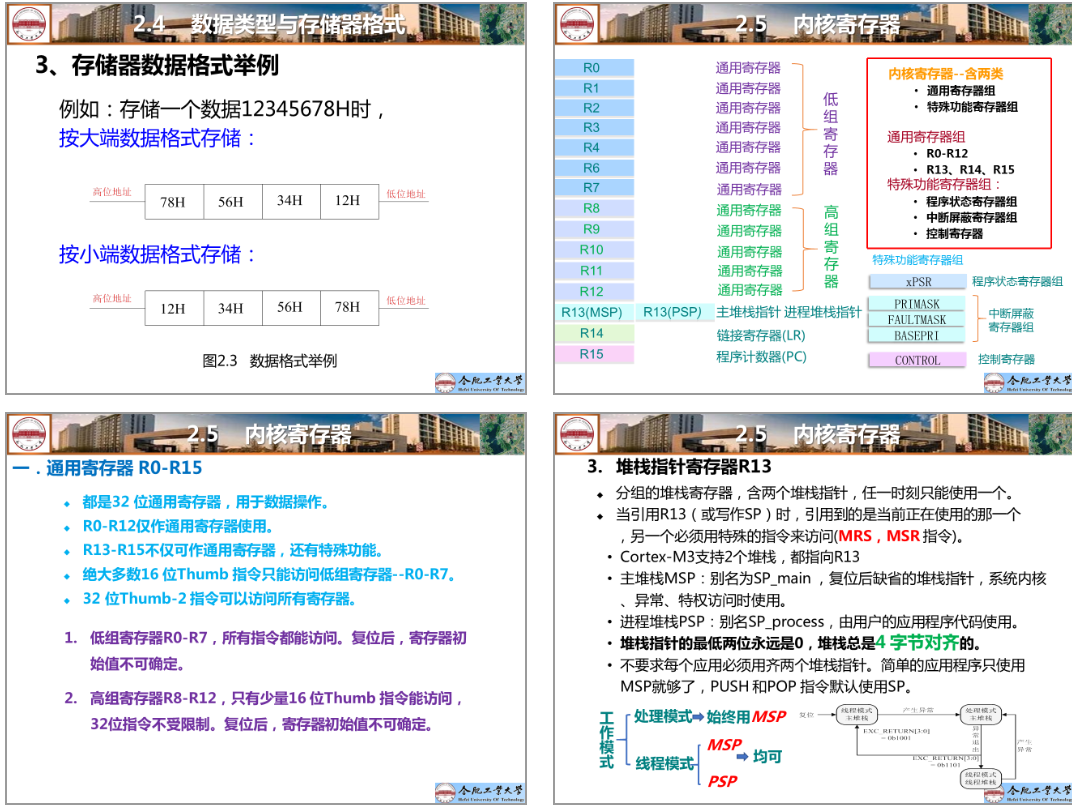 2.4 数据类型与存储器格式
3、存储器数据格式举例
例如：存储一个数据12345678H时，
按大端数据格式存储：
高位地址 78H 56H 34H 12H 低位地址
按小端数据格式存储：
高位地址 12H 34H 56H 78H 低位地址
图2.3 数据格式举例
合肥工业大学
Hefei University Of Technology
2.5 内核寄存器
R0 通用寄存器
R1 通用寄存器
R2 通用寄存器
R3 通用寄存器
R4 通用寄存器
R6 通用寄存器
R7 通用寄存器
低组寄存器
R8 通用寄存器
R9 通用寄存器
R10 通用寄存器
R11 通用寄存器
R12 通用寄存器
高组寄存器
R13(MSP) R13(PSP) 主堆栈指针 进程堆栈指针
R14 链接寄存器(LR)
R15 程序计数器(PC)
内核寄存器--含两类
• 通用寄存器组
• 特殊功能寄存器组
通用寄存器组
• R0-R12
• R13、R14、R15
特殊功能寄存器组：
• 程序状态寄存器组
• 中断屏蔽寄存器组
• 控制寄存器
特殊功能寄存器组
xPSR 程序状态寄存器组
PRIMASK
FAULTMASK
BASEPRI
中断屏蔽
寄存器组
CONTROL 控制寄存器
合肥工业大学
Hefei University Of Technology
2.5 内核寄存器
一．通用寄存器 R0-R15
都是32 位通用寄存器，用于数据操作。
R0-R12仅作通用寄存器使用。
R13-R15不仅可作通用寄存器，还有特殊功能。
绝大多数16 位Thumb 指令只能访问低组寄存器--R0-R7。
32 位Thumb-2 指令可以访问所有寄存器。
1. 低组寄存器R0-R7，所有指令都能访问。复位后，寄存器初
始值不可确定。
2. 高组寄存器R8-R12，只有少量16 位Thumb 指令能访问，
32位指令不受限制。复位后，寄存器初始值不可确定。
合肥工业大学
Hefei University Of Technology
2.5 内核寄存器
3. 堆栈指针寄存器R13
分组的堆栈寄存器，含两个堆栈指针，任一时刻只能使用一个。
当引用R13（或写作SP）时，引用到的是当前正在使用的那一个
，另一个必须用特殊的指令来访问(MRS，MSR 指令)。
• Cortex-M3支持2个堆栈，都指向R13
• 主堆栈MSP：别名为SP_main ，复位后缺省的堆栈指针，系统内核
、异常、特权访问时使用。
• 进程堆栈PSP：别名SP_process，由用户的应用程序代码使用。
• 堆栈指针的最低两位永远是0，堆栈总是4 字节对齐的。
• 不要求每个应用必须用齐两个堆栈指针。简单的应用程序只使用
MSP就够了，PUSH 和POP 指令默认使用SP。
工作模式
处理模式 始终用MSP
线程模式 MSP
PSP
均可
复位
线程模式
主堆栈
产生异常
处理模式
主堆栈
EXC_RETURN[3:0]
=0b1001
异常退出
产生
异常
EXC_RETURN[3:0]
=0b1101
线程模式
线程堆栈
合肥工业大学
Hefei University Of Technology